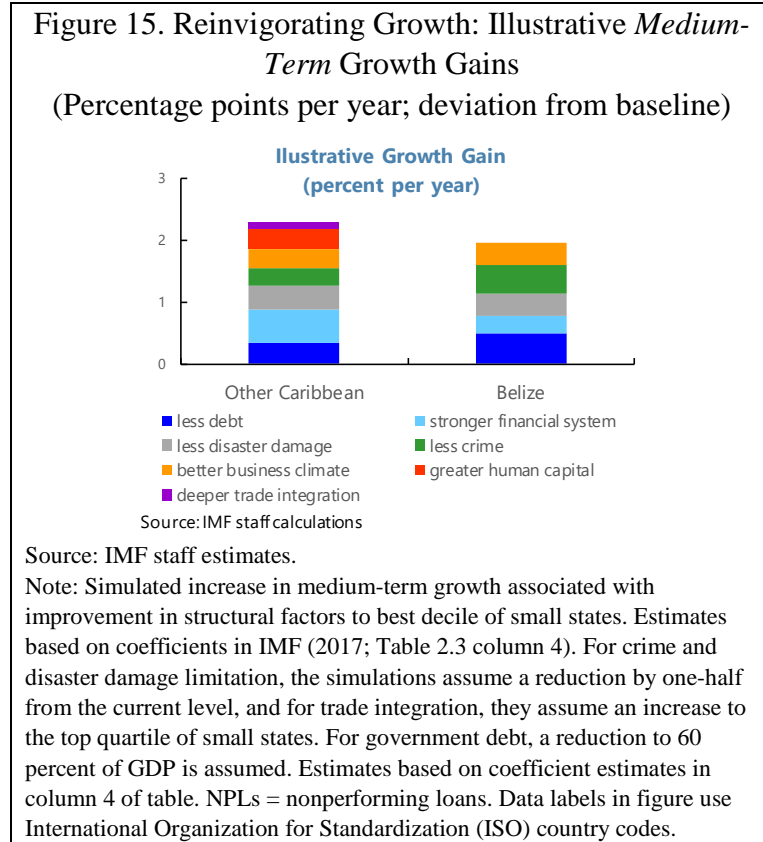 Figure 15. Reinvigorating Growth: Illustrative Medium-
Term Growth Gains
(Percentage points per year; deviation from baseline)
Ilustrative Growth Gain
(percent per year)
3
2
1
0
Other Caribbean Belize
less debt stronger financial system
less disaster damage less crime
better business climate greater human capital
deeper trade integration
Source: IMF staff calculations
Source: IMF staff estimates.
Note: Simulated increase in medium-term growth associated with
improvement in structural factors to best decile of small states. Estimates
based on coefficients in IMF (2017; Table 2.3 column 4). For crime and
disaster damage limitation, the simulations assume a reduction by one-half
from the current level, and for trade integration, they assume an increase to
the top quartile of small states. For government debt, a reduction to 60
percent of GDP is assumed. Estimates based on coefficient estimates in
column 4 of table. NPLs = nonperforming loans. Data labels in figure use
International Organization for Standardization (ISO) country codes.